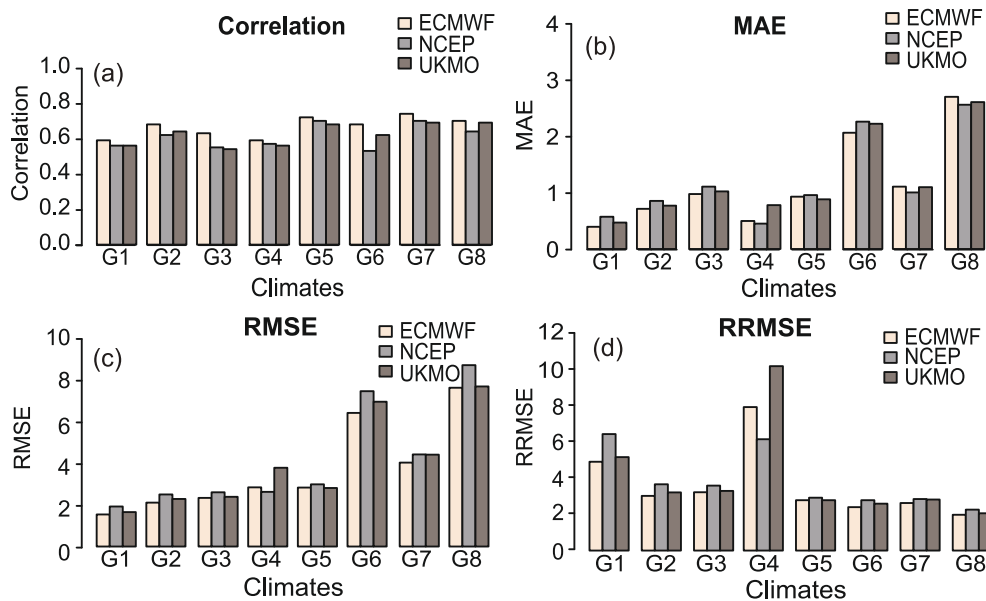 Correlation
ECMWF
NCEP
UKMO
(a)
1.0
0.8
0.6
0.4
0.2
0.0
Correlation
G1 G2 G3 G4 G5 G6 G7 G8
Climates
MAE
ECMWF
NCEP
UKMO
(b)
4
3
2
1
0
MAE
G1 G2 G3 G4 G5 G6 G7 G8
Climates
RMSE
ECMWF
NCEP
UKMO
(c)
10
8
6
4
2
0
RMSE
G1 G2 G3 G4 G5 G6 G7 G8
Climates
RRMSE
ECMWF
NCEP
UKMO
(d)
12
10
8
6
4
2
0
RRMSE
G1 G2 G3 G4 G5 G6 G7 G8
Climates